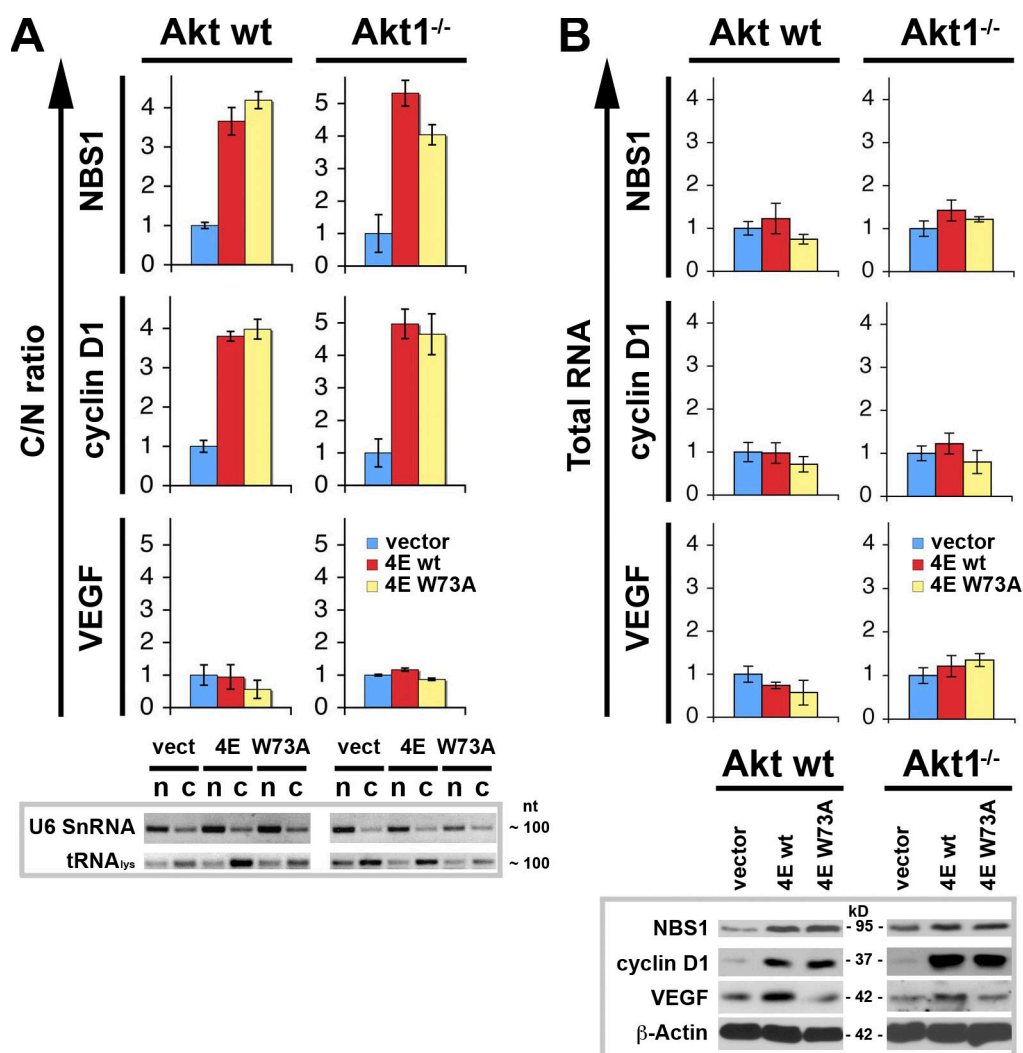 A
Akt wt Akt1-/-
B
Akt wt Akt1-/-
C/N ratio
NBS1
4
3
2
1
0
5
4
3
2
1
0
cyclin D1
4
3
2
1
0
5
4
3
2
1
0
VEGF
5
4
3
2
1
0
5
4
3
2
1
0
vector
4E wt
4E W73A
vect 4E W73A
n c n c n c n c n c n c
nt
U6 SnRNA ~ 100
tRNAlys ~ 100
Total RNA
NBS1
4
3
2
1
0
4
3
2
1
0
cyclin D1
4
3
2
1
0
4
3
2
1
0
VEGF
4
3
2
1
0
4
3
2
1
0
vector
4E wt
4E W73A
Akt wt Akt1-/-
vector 4E wt 4E W73A vector 4E wt 4E W73A
kD
NBS1 - 95 -
cyclin D1 - 37 -
VEGF - 42 -
β-Actin - 42 -